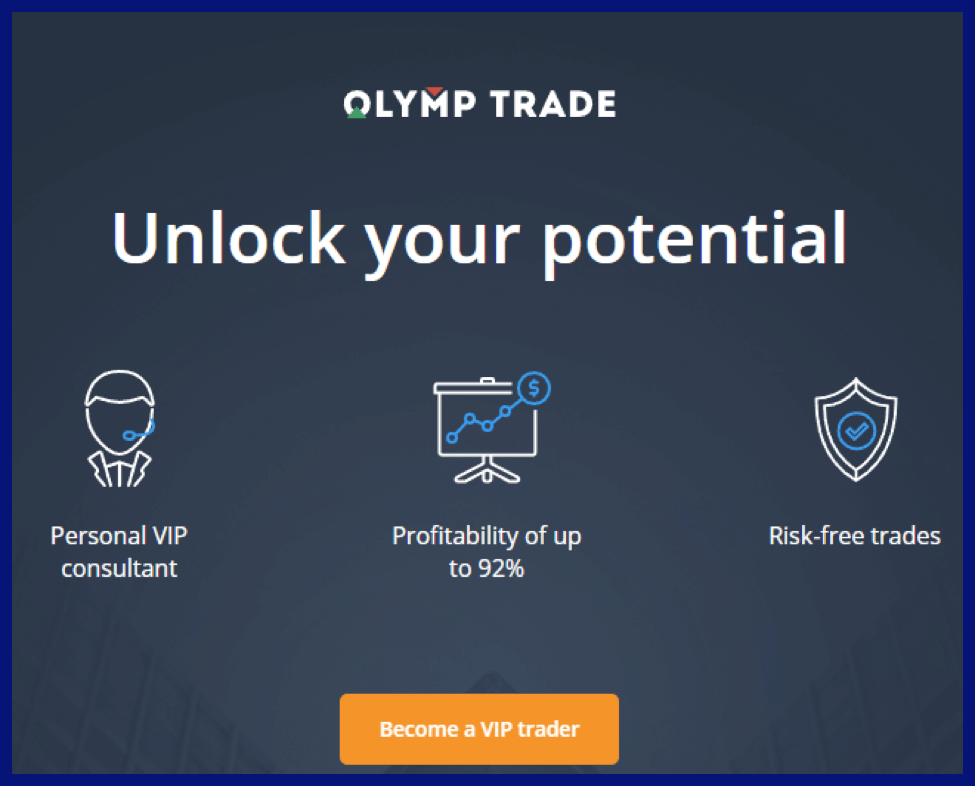 OLYMP TRADE
Unlock your potential
Personal VIP
consultant
Profitability of up
to 92%
Risk-free trades
Become a VIP trader